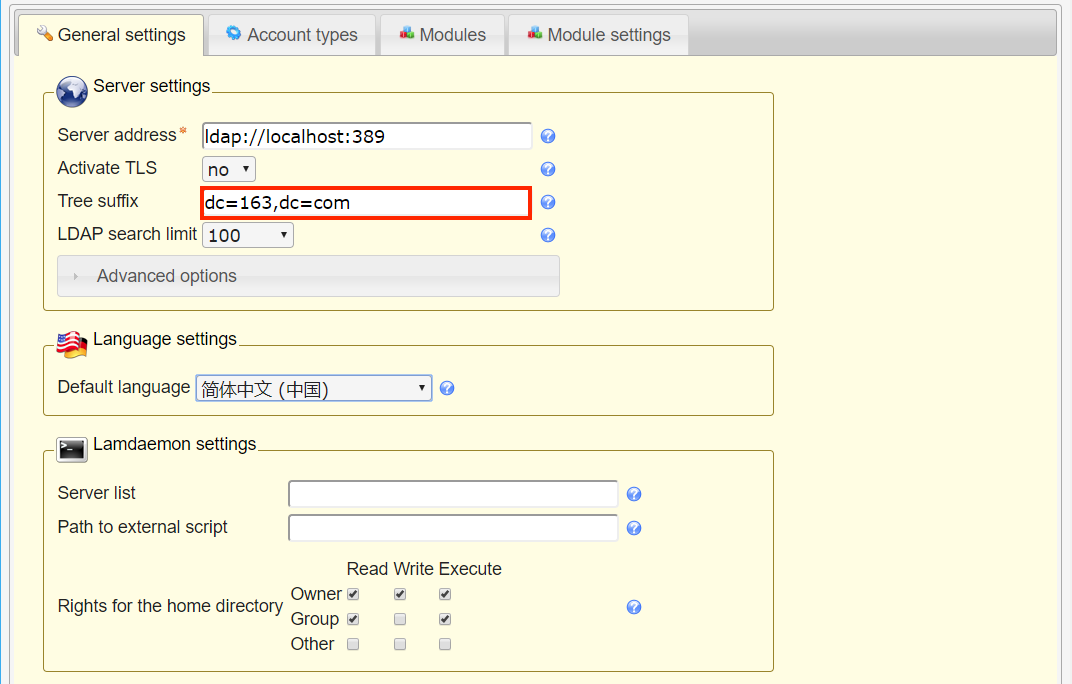 General settings Account types Modules Module settings
Server settings
Server address* ldap://localhost:389
Activate TLS no
Tree suffix dc=163,dc=com
LDAP search limit 100
Advanced options
Language settings
Default language 简体中文 (中国)
Lamdaemon settings
Server list
Path to external script
Read Write Execute
Owner
Rights for the home directory
Group
Other